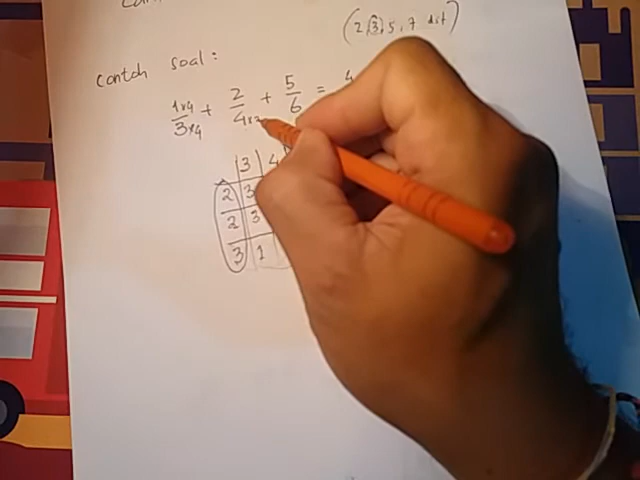 (2,3,5,7 dst)
Contoh soal:
1x4/3x4 + 2/4x3 + 5/6 = 4
3 4
2 3
2 3
3 1